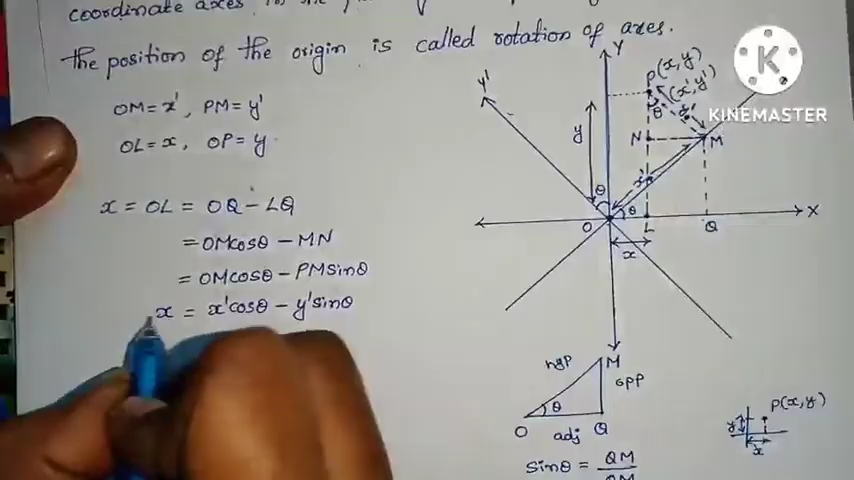 coordinate axes
The position of the origin is called rotation of axes.
OM = x', PM = y'
OL = x, OP = y
x = OL = OQ - LQ
= OMcosθ - MN
= OMcosθ - PMsinθ
x = x'cosθ - y'sinθ
Y
Y'
P(x,y)
(x',y')
θ
y'
y
N
M
x'
θ
θ
O
L
Q
X
x
hyp
M
opp
θ
O
adj
Q
sinθ = QM
P(x,y)
y
x
K
KINEMASTER